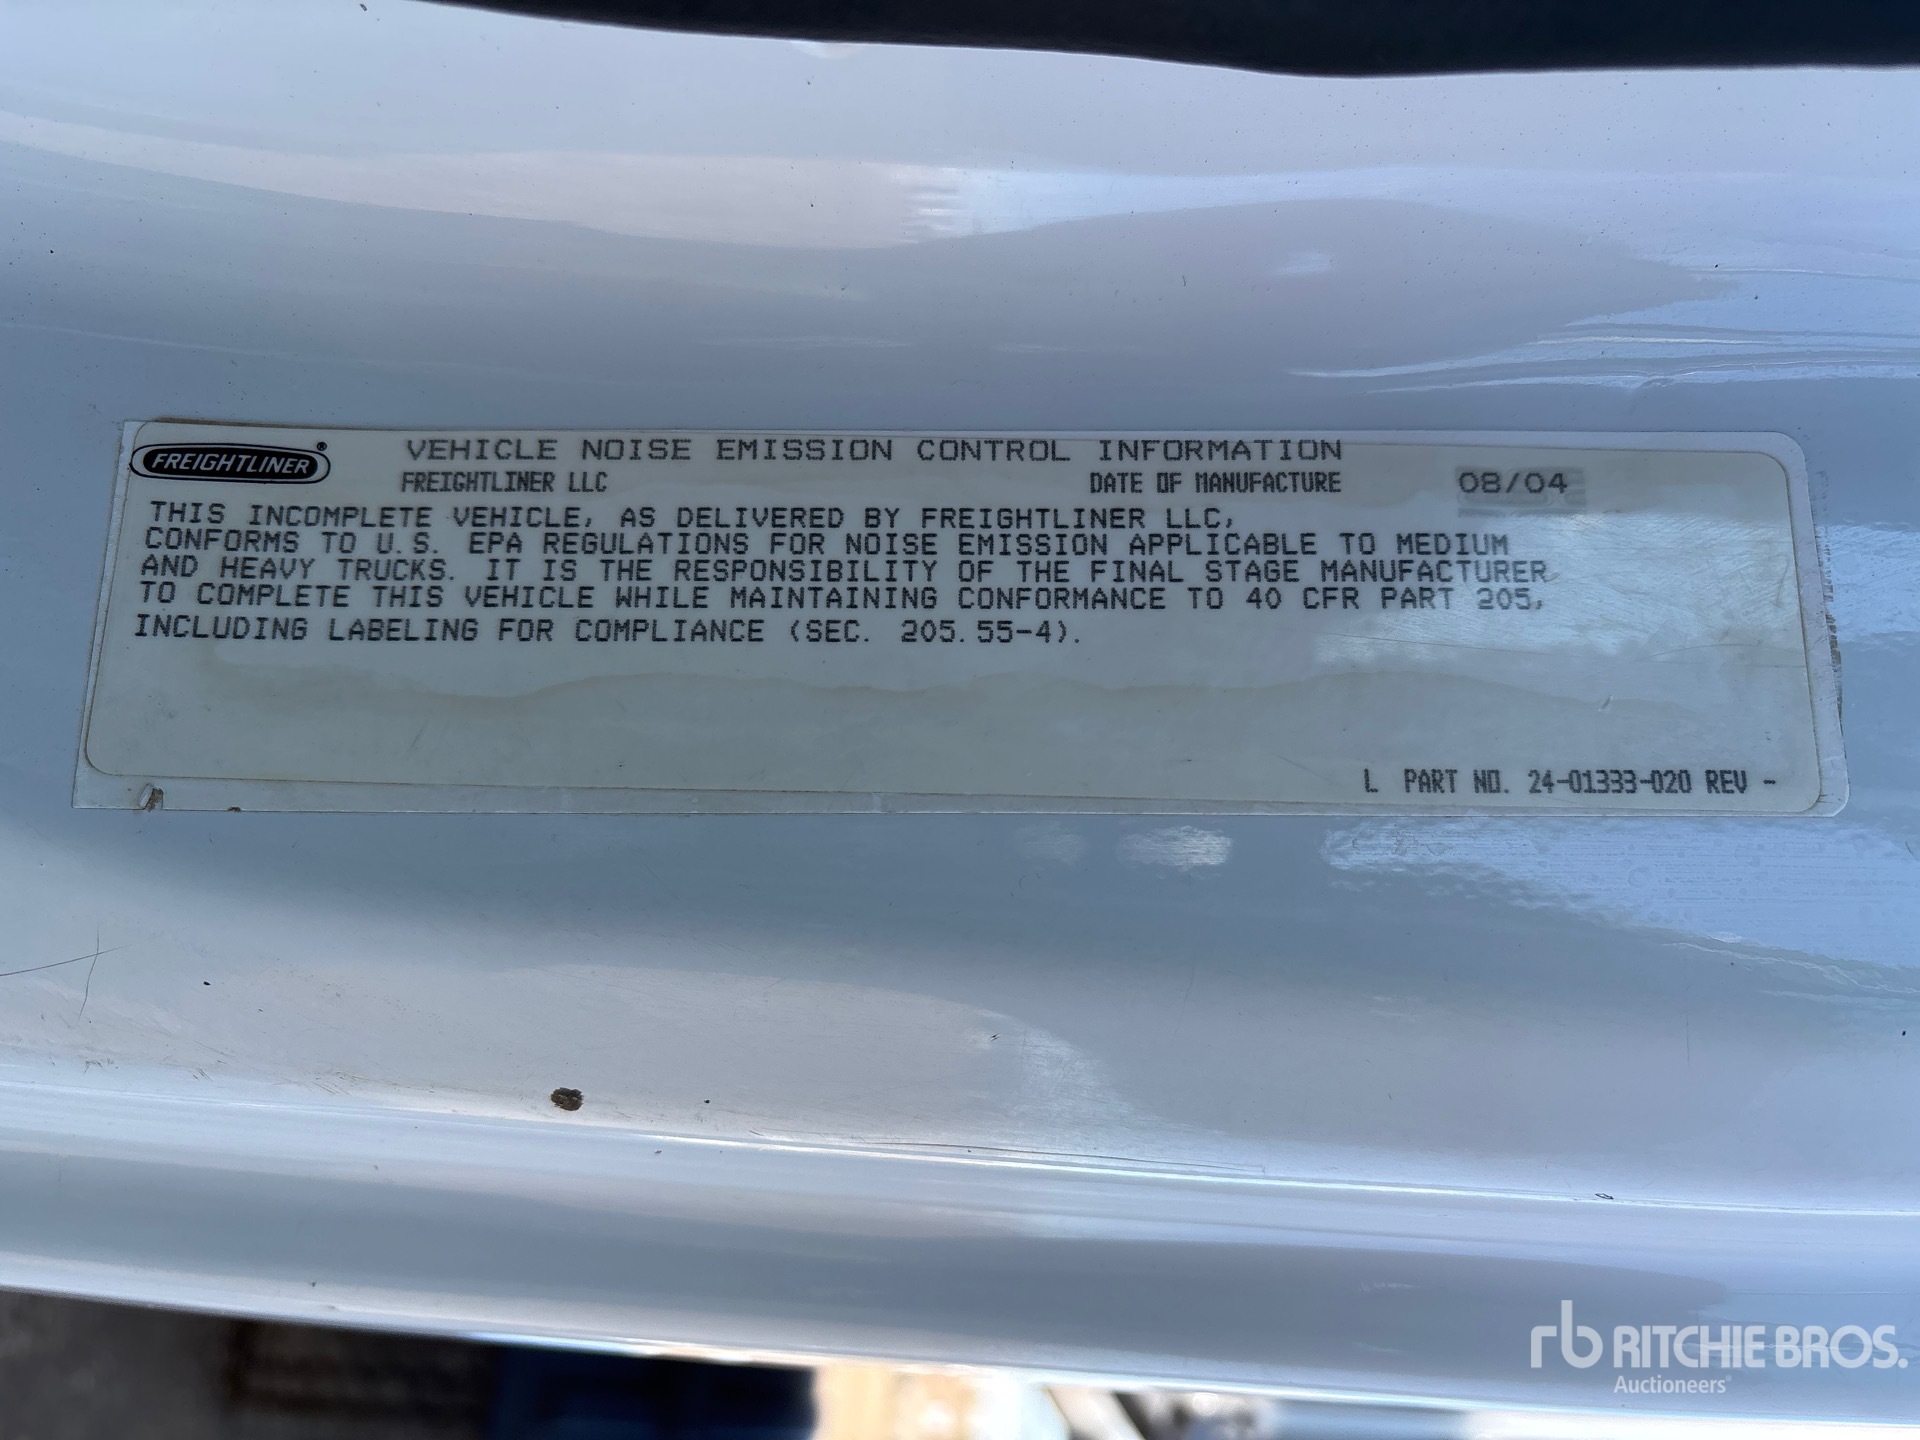 FREIGHTLINER®
VEHICLE NOISE EMISSION CONTROL INFORMATION
FREIGHTLINER LLC DATE OF MANUFACTURE 08/04
THIS INCOMPLETE VEHICLE, AS DELIVERED BY FREIGHTLINER LLC,
CONFORMS TO U.S. EPA REGULATIONS FOR NOISE EMISSION APPLICABLE TO MEDIUM
AND HEAVY TRUCKS. IT IS THE RESPONSIBILITY OF THE FINAL STAGE MANUFACTURER
TO COMPLETE THIS VEHICLE WHILE MAINTAINING CONFORMANCE TO 40 CFR PART 205,
INCLUDING LABELING FOR COMPLIANCE (SEC. 205.55-4).
L PART NO. 24-01333-020 REV -
rb RITCHIE BROS.
Auctioneers